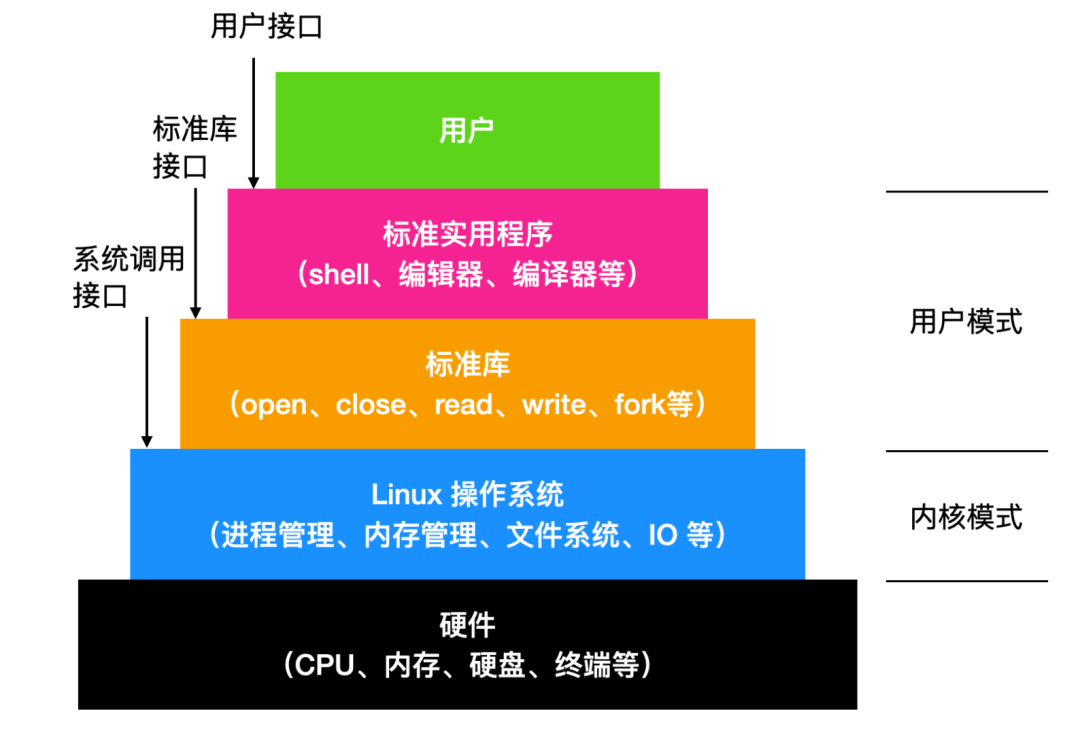 用户接口
用户
标准库
接口
标准实用程序
（shell、编辑器、编译器等）
系统调用
接口
用户模式
标准库
（open、close、read、write、fork等）
Linux 操作系统
（进程管理、内存管理、文件系统、IO 等）
内核模式
硬件
（CPU、内存、硬盘、终端等）